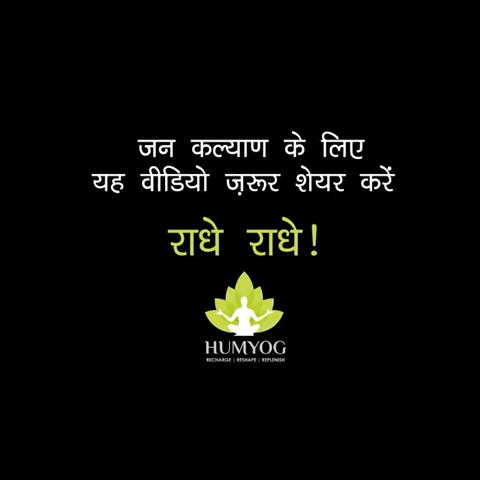 जन कल्याण के लिए
यह वीडियो ज़रूर शेयर करें
राधे राधे!
HUMYOG
RECHARGE | RESHAPE | REPLENISH